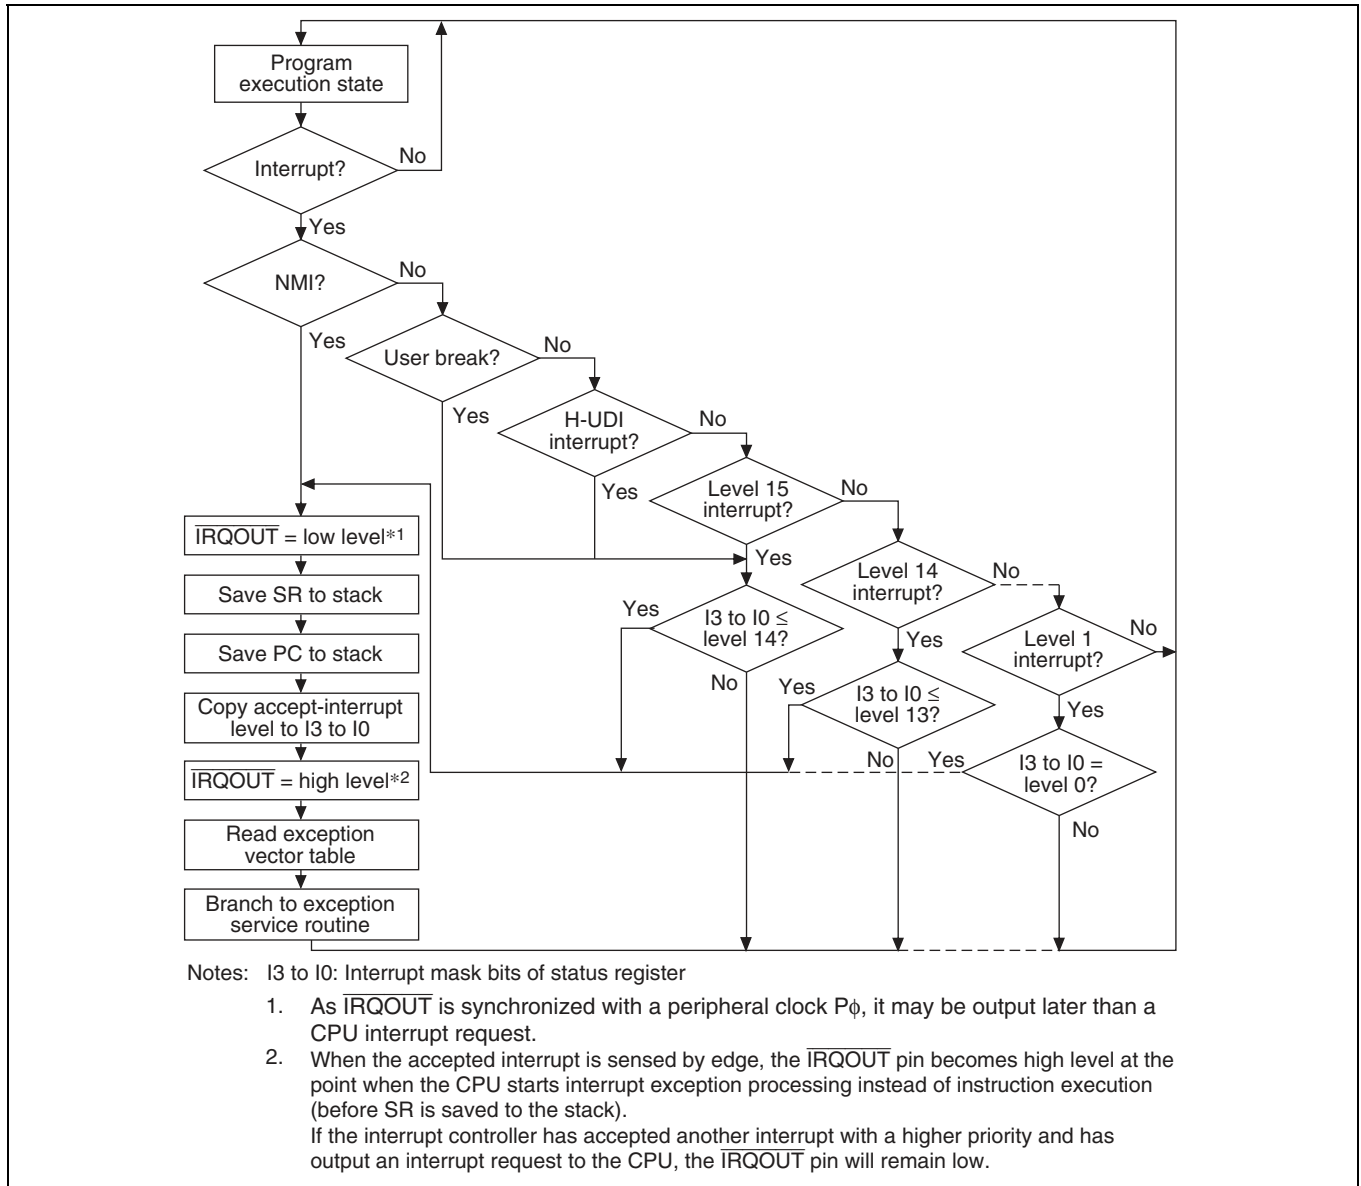 Program
execution state
Interrupt?
No
Yes
NMI?
No
Yes
User break?
No
Yes
H-UDI
interrupt?
No
Yes
Level 15
interrupt?
No
Yes
Level 14
interrupt?
No
Yes
Level 1
interrupt?
No
Yes
I3 to I0 ≤
level 14?
Yes
No
I3 to I0 ≤
level 13?
Yes
No
I3 to I0 =
level 0?
Yes
No
I̅R̅Q̅O̅U̅T̅ = low level*1
Save SR to stack
Save PC to stack
Copy accept-interrupt
level to I3 to I0
I̅R̅Q̅O̅U̅T̅ = high level*2
Read exception
vector table
Branch to exception
service routine
Notes: I3 to I0: Interrupt mask bits of status register
1. As I̅R̅Q̅O̅U̅T̅ is synchronized with a peripheral clock Pϕ, it may be output later than a
CPU interrupt request.
2. When the accepted interrupt is sensed by edge, the I̅R̅Q̅O̅U̅T̅ pin becomes high level at the
point when the CPU starts interrupt exception processing instead of instruction execution
(before SR is saved to the stack).
If the interrupt controller has accepted another interrupt with a higher priority and has
output an interrupt request to the CPU, the I̅R̅Q̅O̅U̅T̅ pin will remain low.